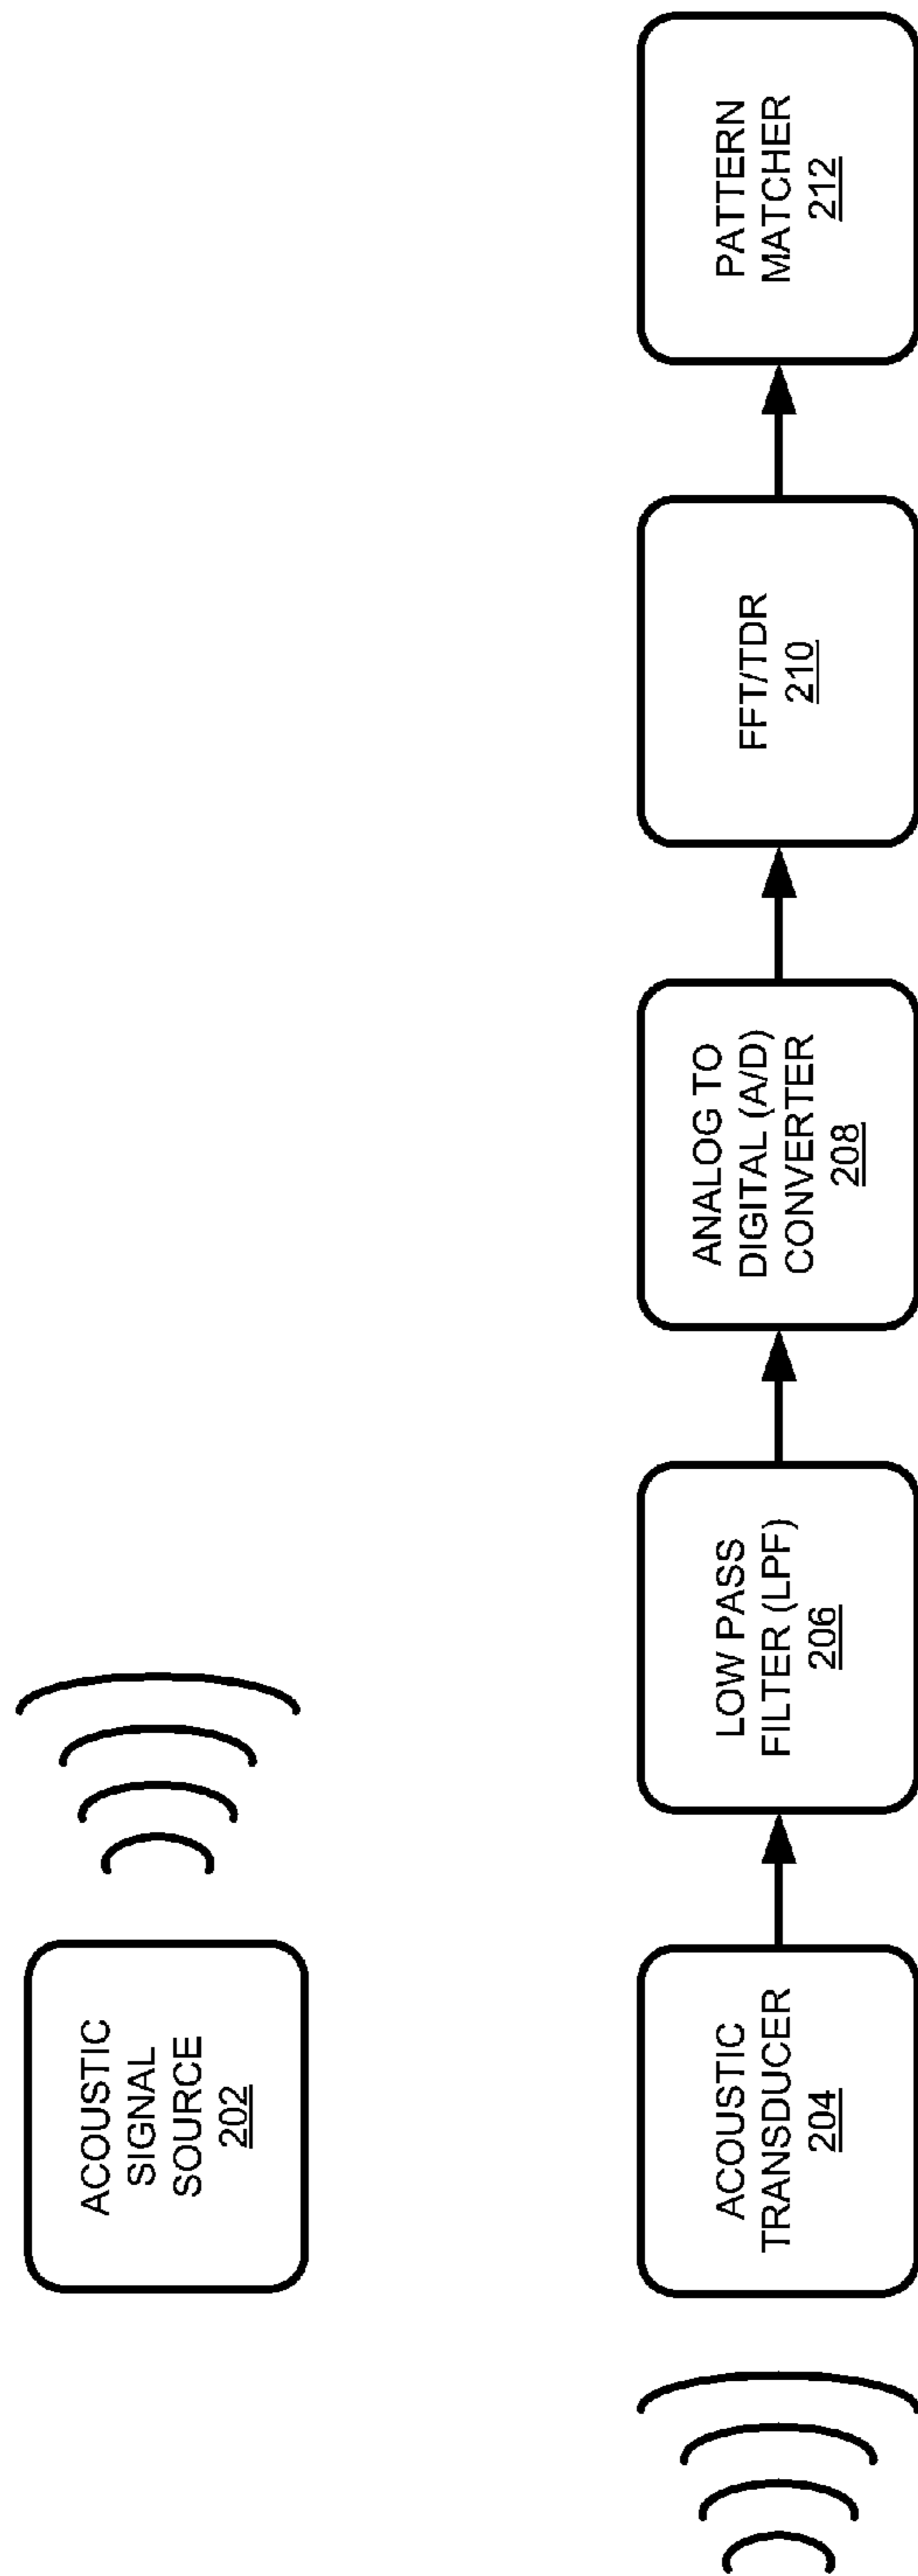 ACOUSTIC
SIGNAL
SOURCE
202
ACOUSTIC
TRANSDUCER
204
LOW PASS
FILTER (LPF)
206
ANALOG TO
DIGITAL (A/D)
CONVERTER
208
FFT/TDR
210
PATTERN
MATCHER
212